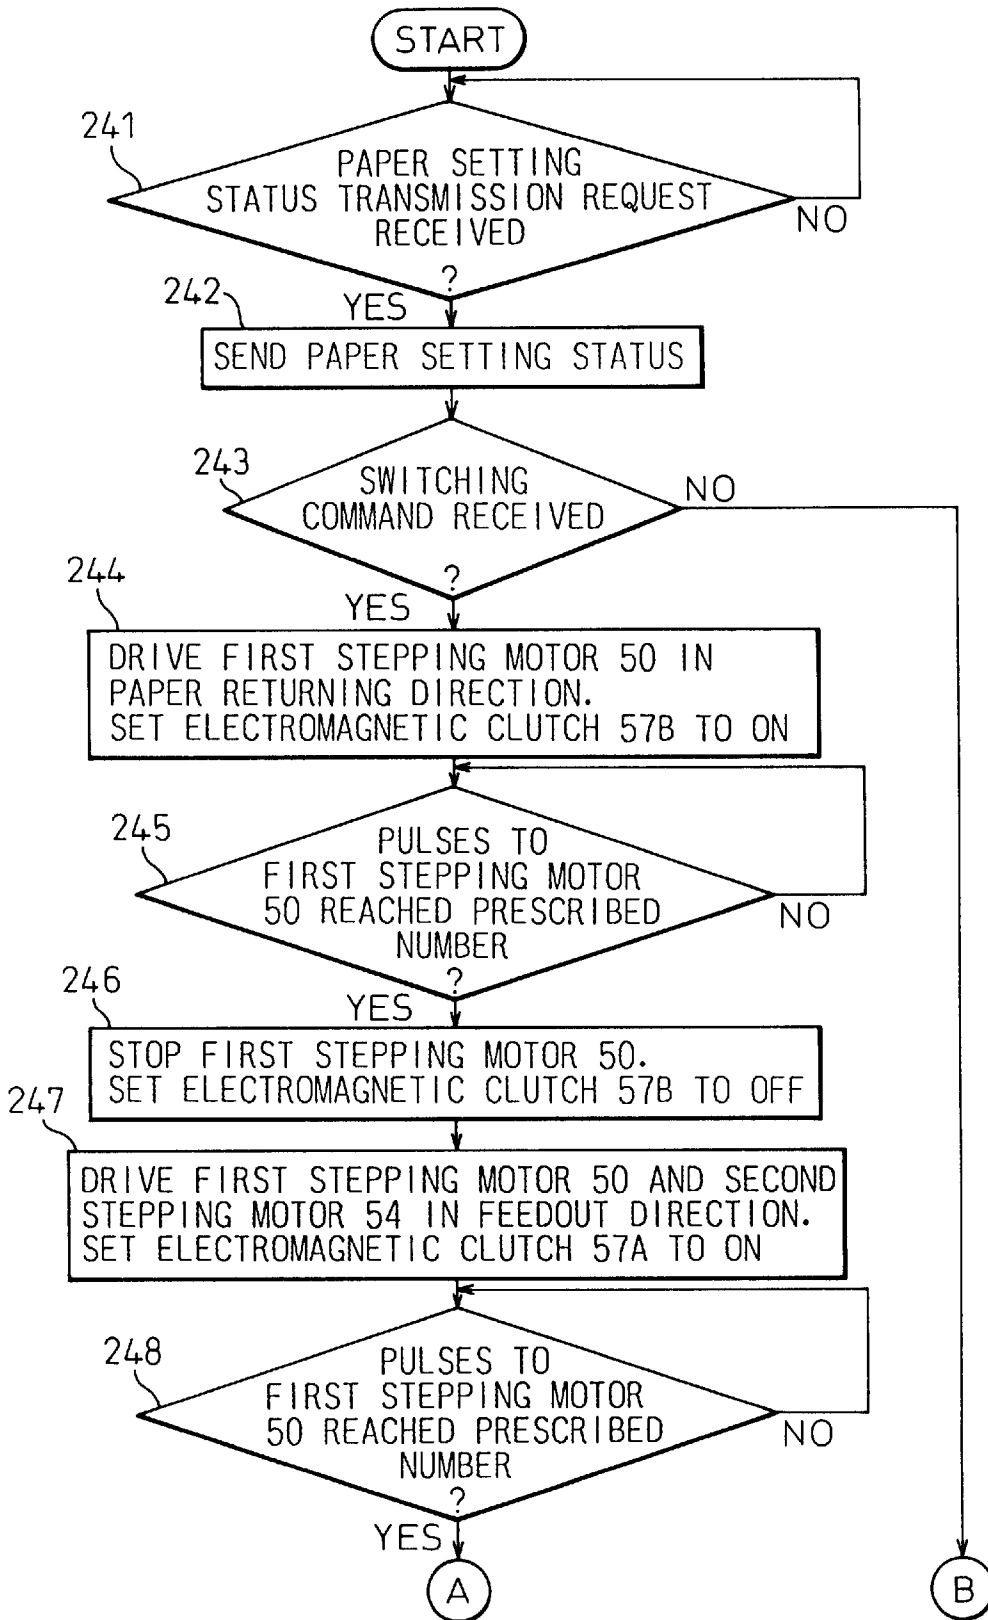 START
241
PAPER SETTING
STATUS TRANSMISSION REQUEST
RECEIVED
?
NO
YES
242
SEND PAPER SETTING STATUS
243
SWITCHING
COMMAND RECEIVED
?
NO
YES
244
DRIVE FIRST STEPPING MOTOR 50 IN
PAPER RETURNING DIRECTION.
SET ELECTROMAGNETIC CLUTCH 57B TO ON
245
PULSES TO
FIRST STEPPING MOTOR
50 REACHED PRESCRIBED
NUMBER
?
NO
YES
246
STOP FIRST STEPPING MOTOR 50.
SET ELECTROMAGNETIC CLUTCH 57B TO OFF
247
DRIVE FIRST STEPPING MOTOR 50 AND SECOND
STEPPING MOTOR 54 IN FEEDOUT DIRECTION.
SET ELECTROMAGNETIC CLUTCH 57A TO ON
248
PULSES TO
FIRST STEPPING MOTOR
50 REACHED PRESCRIBED
NUMBER
?
NO
YES
A
B